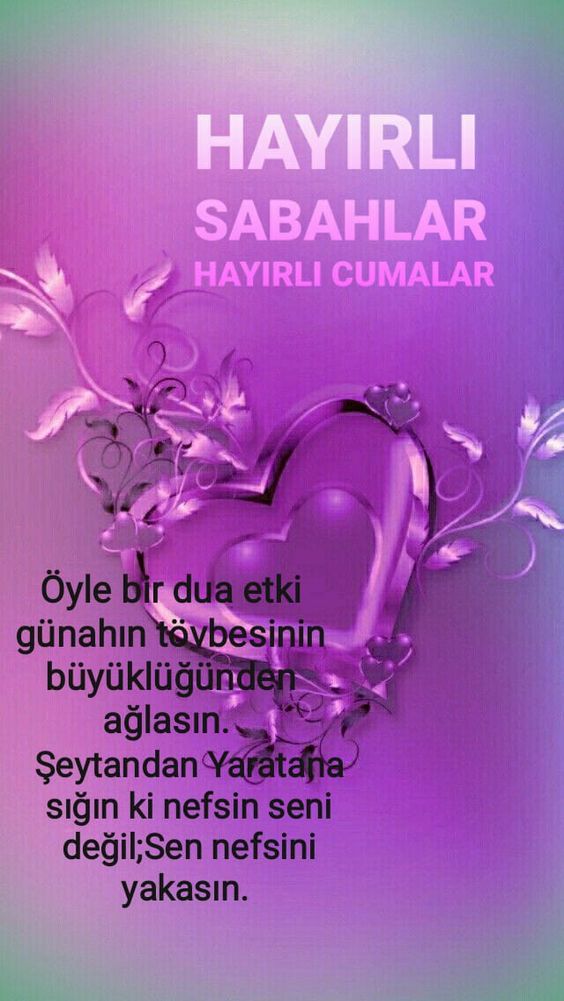 HAYIRLI
SABAHLAR
HAYIRLI CUMALAR
Öyle bir dua etki
günahın tövbesinin
büyüklüğünden
ağlasın.
Şeytandan Yaratana
sığın ki nefsin seni
değil;Sen nefsini
yakasın.